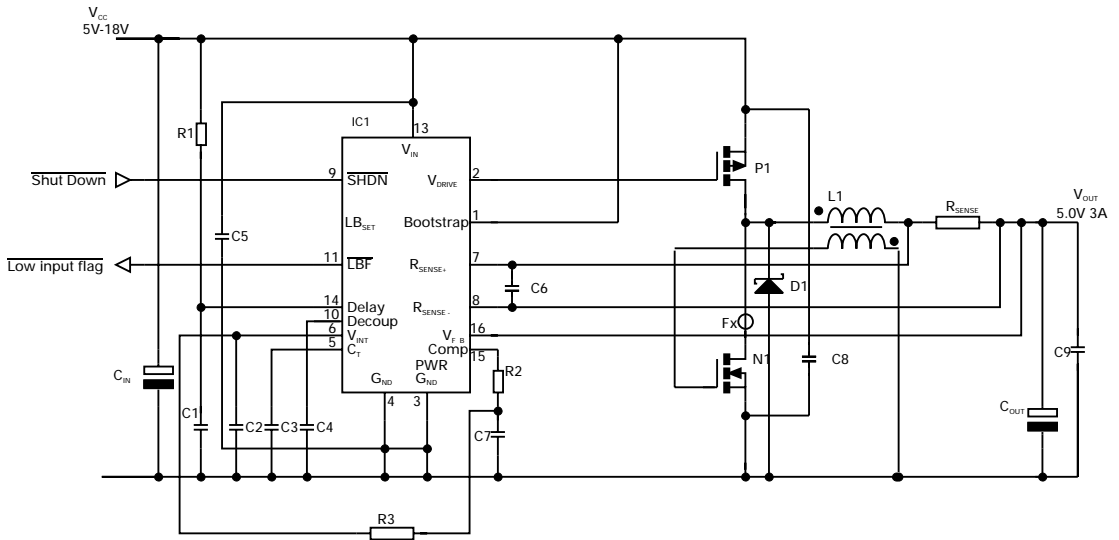 VCC
5V-18V
IC1
13
R1
VIN
P1
Shut Down
9
SHDN
VDRIVE
2
L1
RSENSE
VOUT
5.0V 3A
LBSET
Bootstrap
1
C5
Low input flag
11
LBF
RSENSE+
7
C6
D1
14
Delay
RSENSE -
8
10
Decoup
Fx
6
VINT
VF B
16
5
CT
Comp
15
PWR
R2
N1
C8
C9
CIN
GND
GND
4
3
C1
C2
C3
C4
C7
COUT
R3